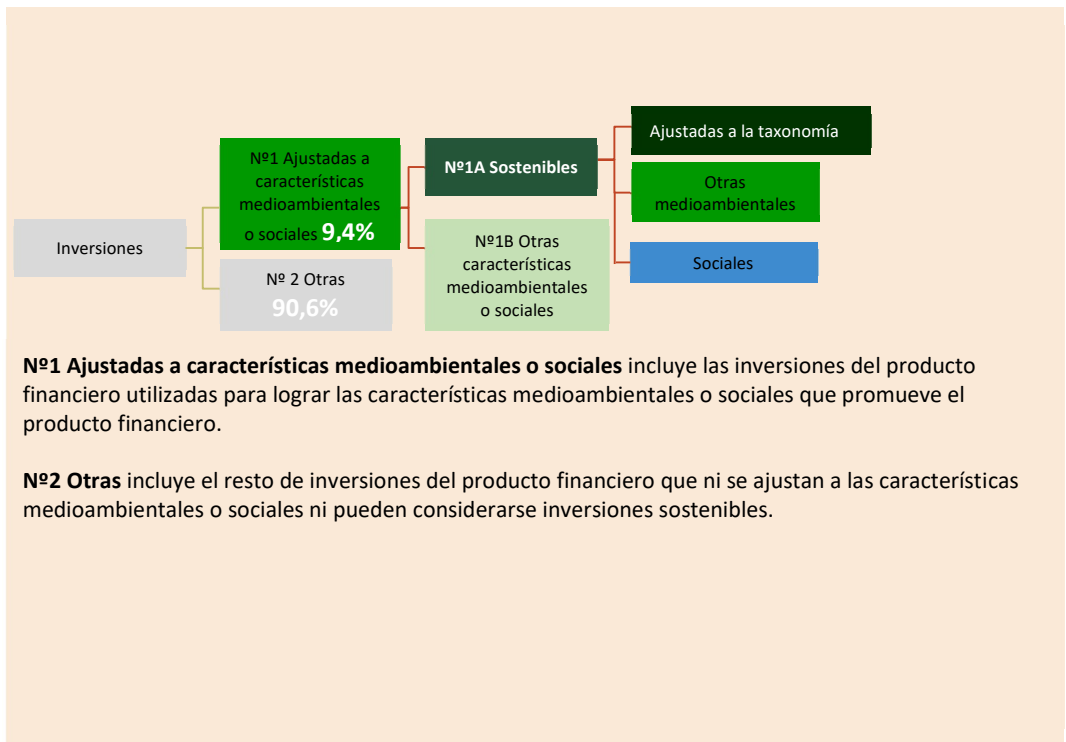 Inversiones
Nº1 Ajustadas a
características
medioambientales
o sociales 9,4%
Nº 2 Otras
90,6%
Nº1A Sostenibles
Nº1B Otras
características
medioambientales
o sociales
Ajustadas a la taxonomía
Otras
medioambientales
Sociales
Nº1 Ajustadas a características medioambientales o sociales incluye las inversiones del producto
financiero utilizadas para lograr las características medioambientales o sociales que promueve el
producto financiero.
Nº2 Otras incluye el resto de inversiones del producto financiero que ni se ajustan a las características
medioambientales o sociales ni pueden considerarse inversiones sostenibles.